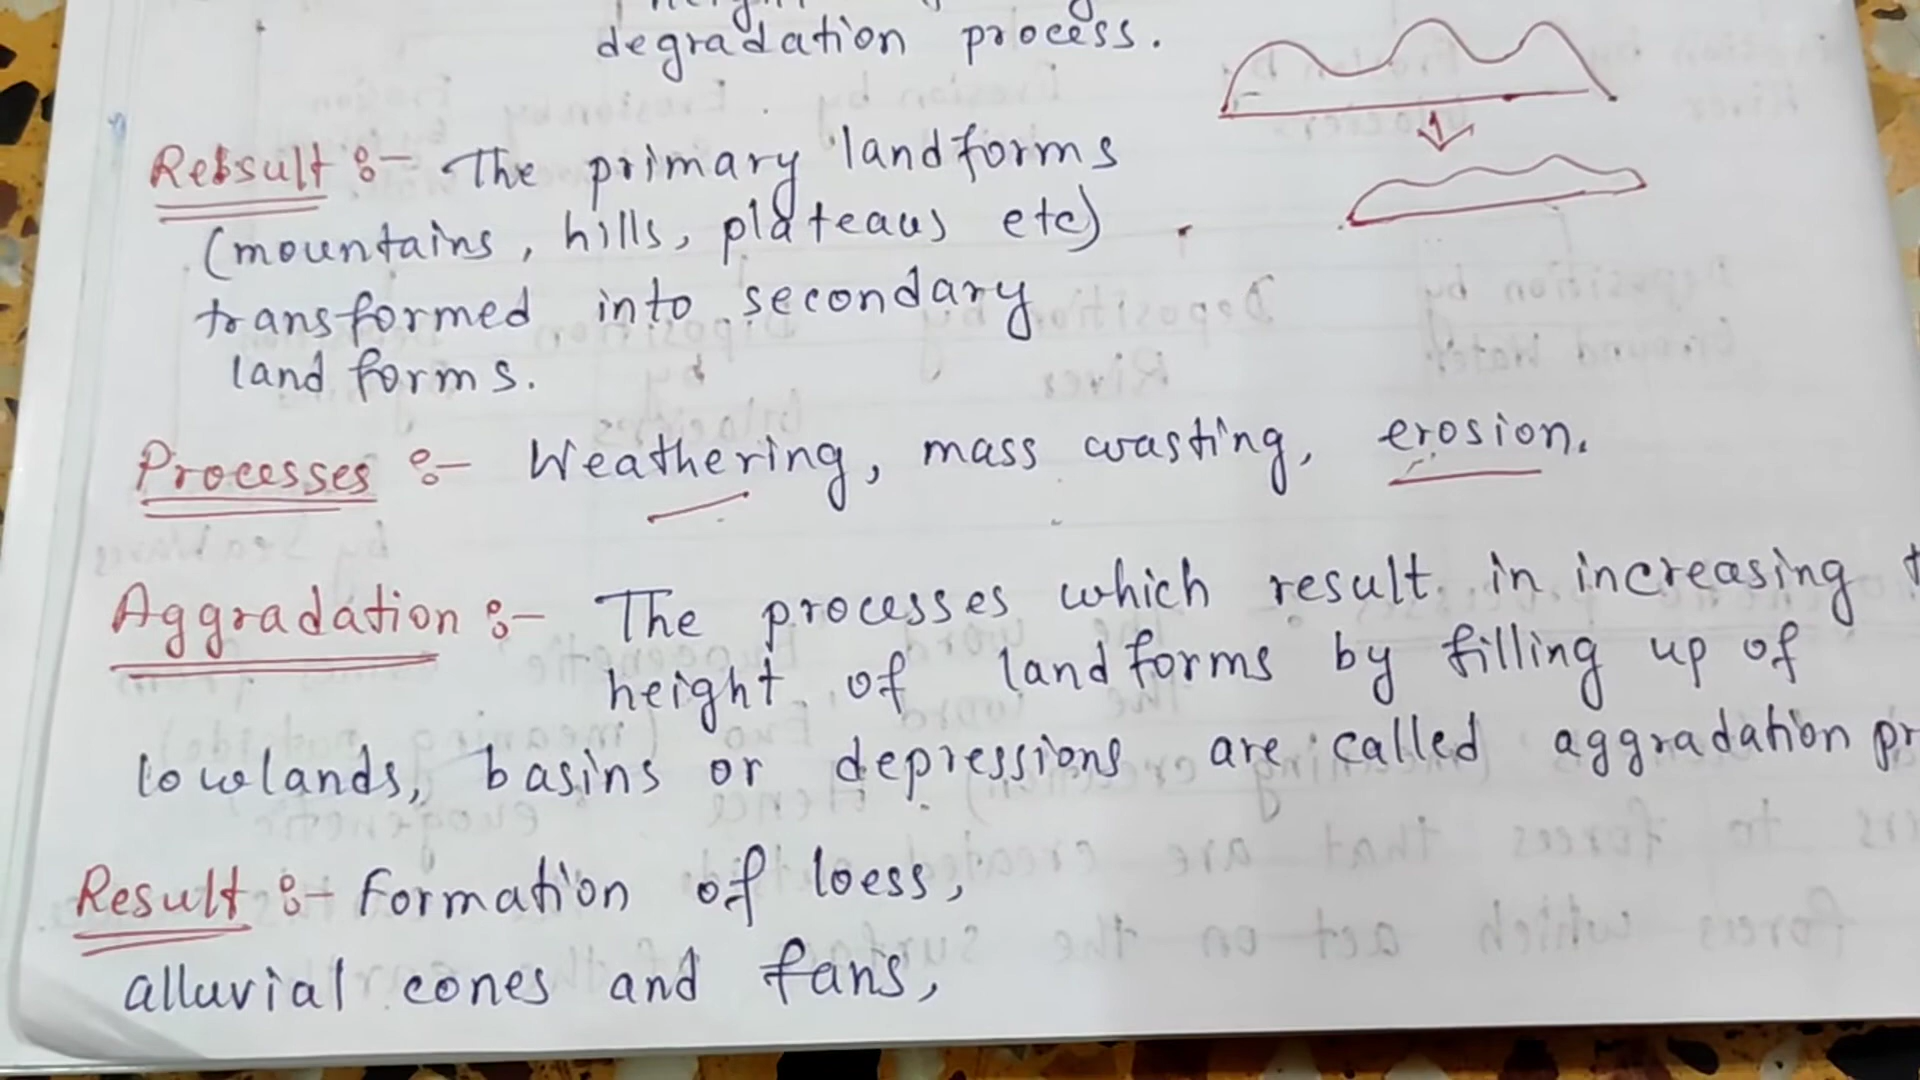 degradation process.
Result :- The primary landforms
(mountains, hills, plateaus etc)
transformed into secondary
land forms.
Processes :- Weathering, mass wasting, erosion.
Aggradation :- The processes which result in increasing
height of landforms by filling up of
lowlands, basins or depressions are called aggradation pr
Result :- Formation of loess,
alluvial cones and fans,